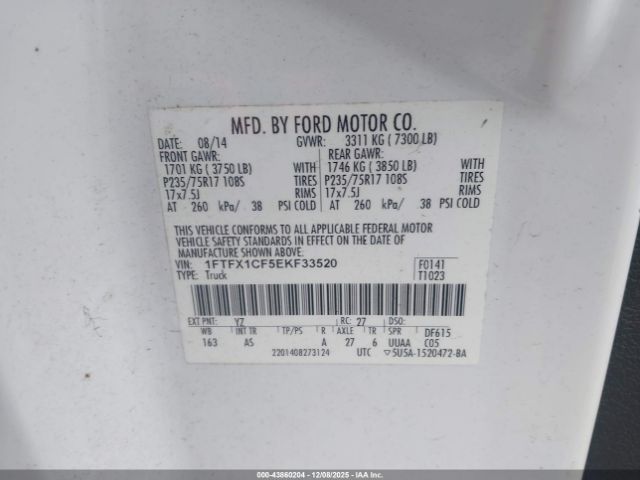 MFD. BY FORD MOTOR CO.
DATE: 08/14 GVWR: 3311 KG ( 7300 LB)
FRONT GAWR: REAR GAWR:
1701 KG ( 3750 LB) WITH 1746 KG ( 3850 LB) WITH
P235/75R17 108S TIRES P235/75R17 108S TIRES
17x7.5J RIMS 17x7.5J RIMS
AT 260 kPa/ 38 PSI COLD AT 260 kPa/ 38 PSI COLD
THIS VEHICLE CONFORMS TO ALL APPLICABLE FEDERAL MOTOR
VEHICLE SAFETY STANDARDS IN EFFECT ON THE DATE OF
MANUFACTURE SHOWN ABOVE.
VIN: 1FTFX1CF5EKF33520 F0141
TYPE: Truck T1023
EXT PNT: YZ RC: 27 DSO:
WB INT TR TP/PS R AXLE TR SPR DF615
163 AS A 27 6 UUAA C05
2201408273124 UTC ▽5U5A-1520472-BA
000-43860204 - 12/08/2025 - IAAI.COM